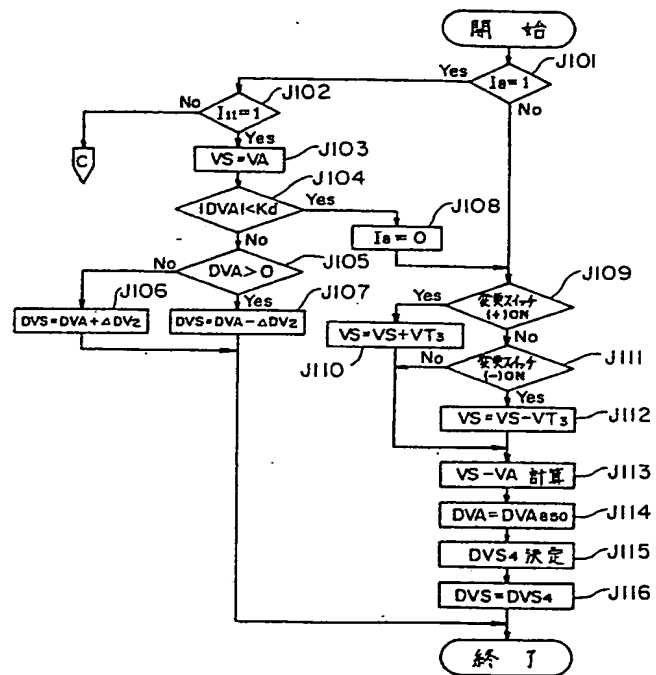 開 始
J101
I8=1
Yes
No
J102
I11=1
No
Yes
C
VS=VA
J103
J104
|DVA|<Kd
Yes
No
J108
I8=0
J105
DVA>0
No
Yes
J106
DVS=DVA+ΔDV2
J107
DVS=DVA-ΔDV2
J109
変更スイッチ
(+)ON
Yes
No
VS=VS+VT3
J110
J111
変更スイッチ
(-)ON
No
Yes
VS=VS-VT3
J112
VS-VA 計算
J113
DVA=DVA850
J114
DVS4 決定
J115
DVS=DVS4
J116
終 了